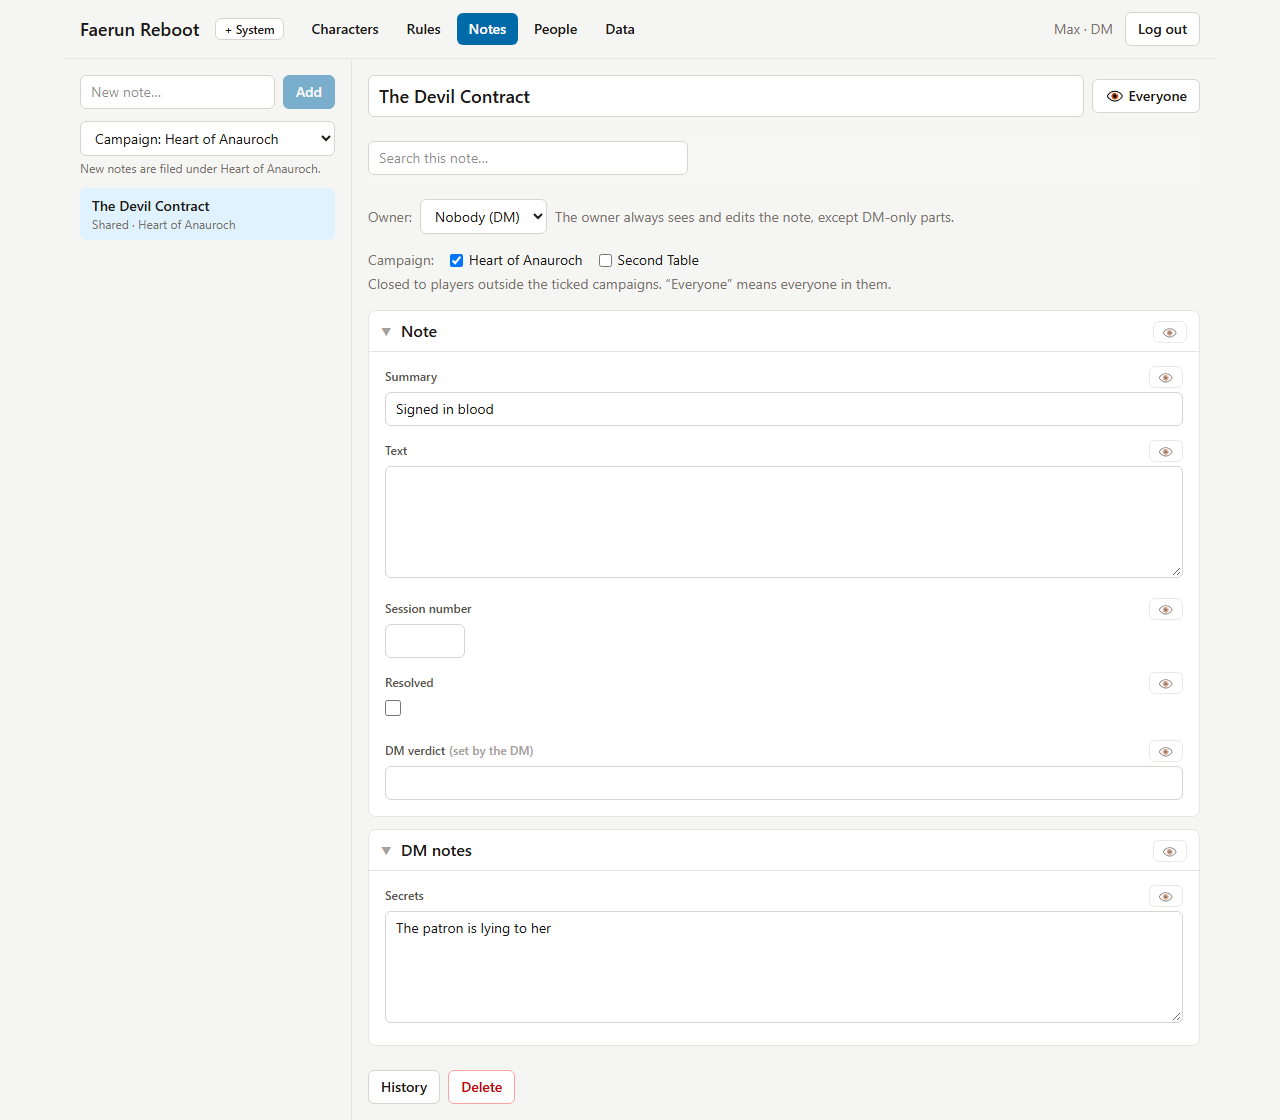 Faerun Reboot
+ System
Characters
Rules
Notes
People
Data
Max · DM
Log out
New note...
Add
Campaign: Heart of Anauroch
New notes are filed under Heart of Anauroch.
The Devil Contract
Shared · Heart of Anauroch
The Devil Contract
Everyone
Search this note...
Owner: Nobody (DM) The owner always sees and edits the note, except DM-only parts.
Campaign: Heart of Anauroch Second Table
Closed to players outside the ticked campaigns. “Everyone” means everyone in them.
Note
Summary
Signed in blood
Text
Session number
Resolved
DM verdict (set by the DM)
DM notes
Secrets
The patron is lying to her
History
Delete